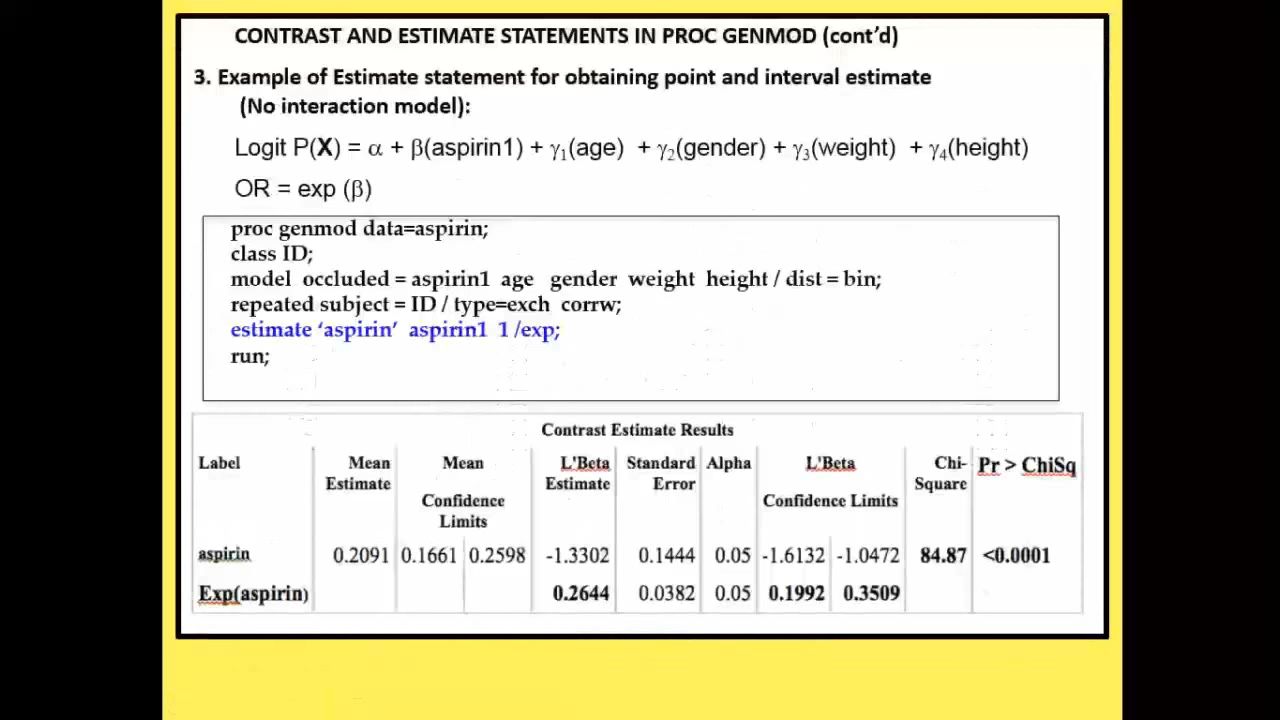 CONTRAST AND ESTIMATE STATEMENTS IN PROC GENMOD (cont'd)
3. Example of Estimate statement for obtaining point and interval estimate
(No interaction model):
Logit P(X) = α + β(aspirin1) + γ1(age) + γ2(gender) + γ3(weight) + γ4(height)
OR = exp (β)
proc genmod data=aspirin;
class ID;
model occluded = aspirin1 age gender weight height / dist = bin;
repeated subject = ID / type=exch corrw;
estimate ‘aspirin’ aspirin1 1 /exp;
run;
Contrast Estimate Results
Label Mean Mean L'Beta Standard Alpha L'Beta Chi- Pr > ChiSq
Estimate Estimate Error Square
Confidence Confidence Limits
Limits
aspirin 0.2091 0.1661 0.2598 -1.3302 0.1444 0.05 -1.6132 -1.0472 84.87 <0.0001
Exp(aspirin) 0.2644 0.0382 0.05 0.1992 0.3509